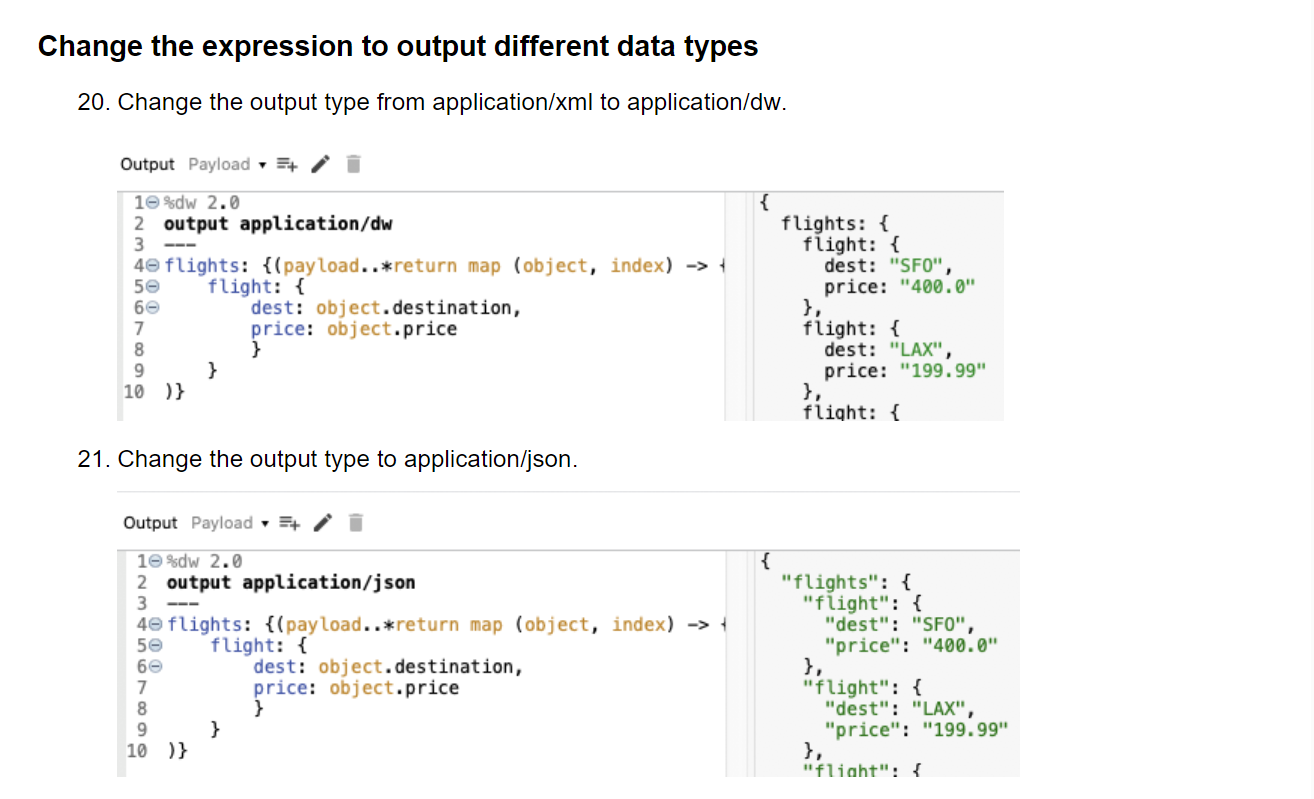 Change the expression to output different data types
20. Change the output type from application/xml to application/dw.
Output Payload
1 %dw 2.0
2 output application/dw
3 ---
4 flights: {(payload..*return map (object, index) -> {
5 flight: {
6 dest: object.destination,
7 price: object.price
8 }
9 }
10 )}
{
flights: {
flight: {
dest: "SFO",
price: "400.0"
},
flight: {
dest: "LAX",
price: "199.99"
},
flight: {
21. Change the output type to application/json.
Output Payload
1 %dw 2.0
2 output application/json
3 ---
4 flights: {(payload..*return map (object, index) -> {
5 flight: {
6 dest: object.destination,
7 price: object.price
8 }
9 }
10 )}
{
"flights": {
"flight": {
"dest": "SFO",
"price": "400.0"
},
"flight": {
"dest": "LAX",
"price": "199.99"
},
"flight": {